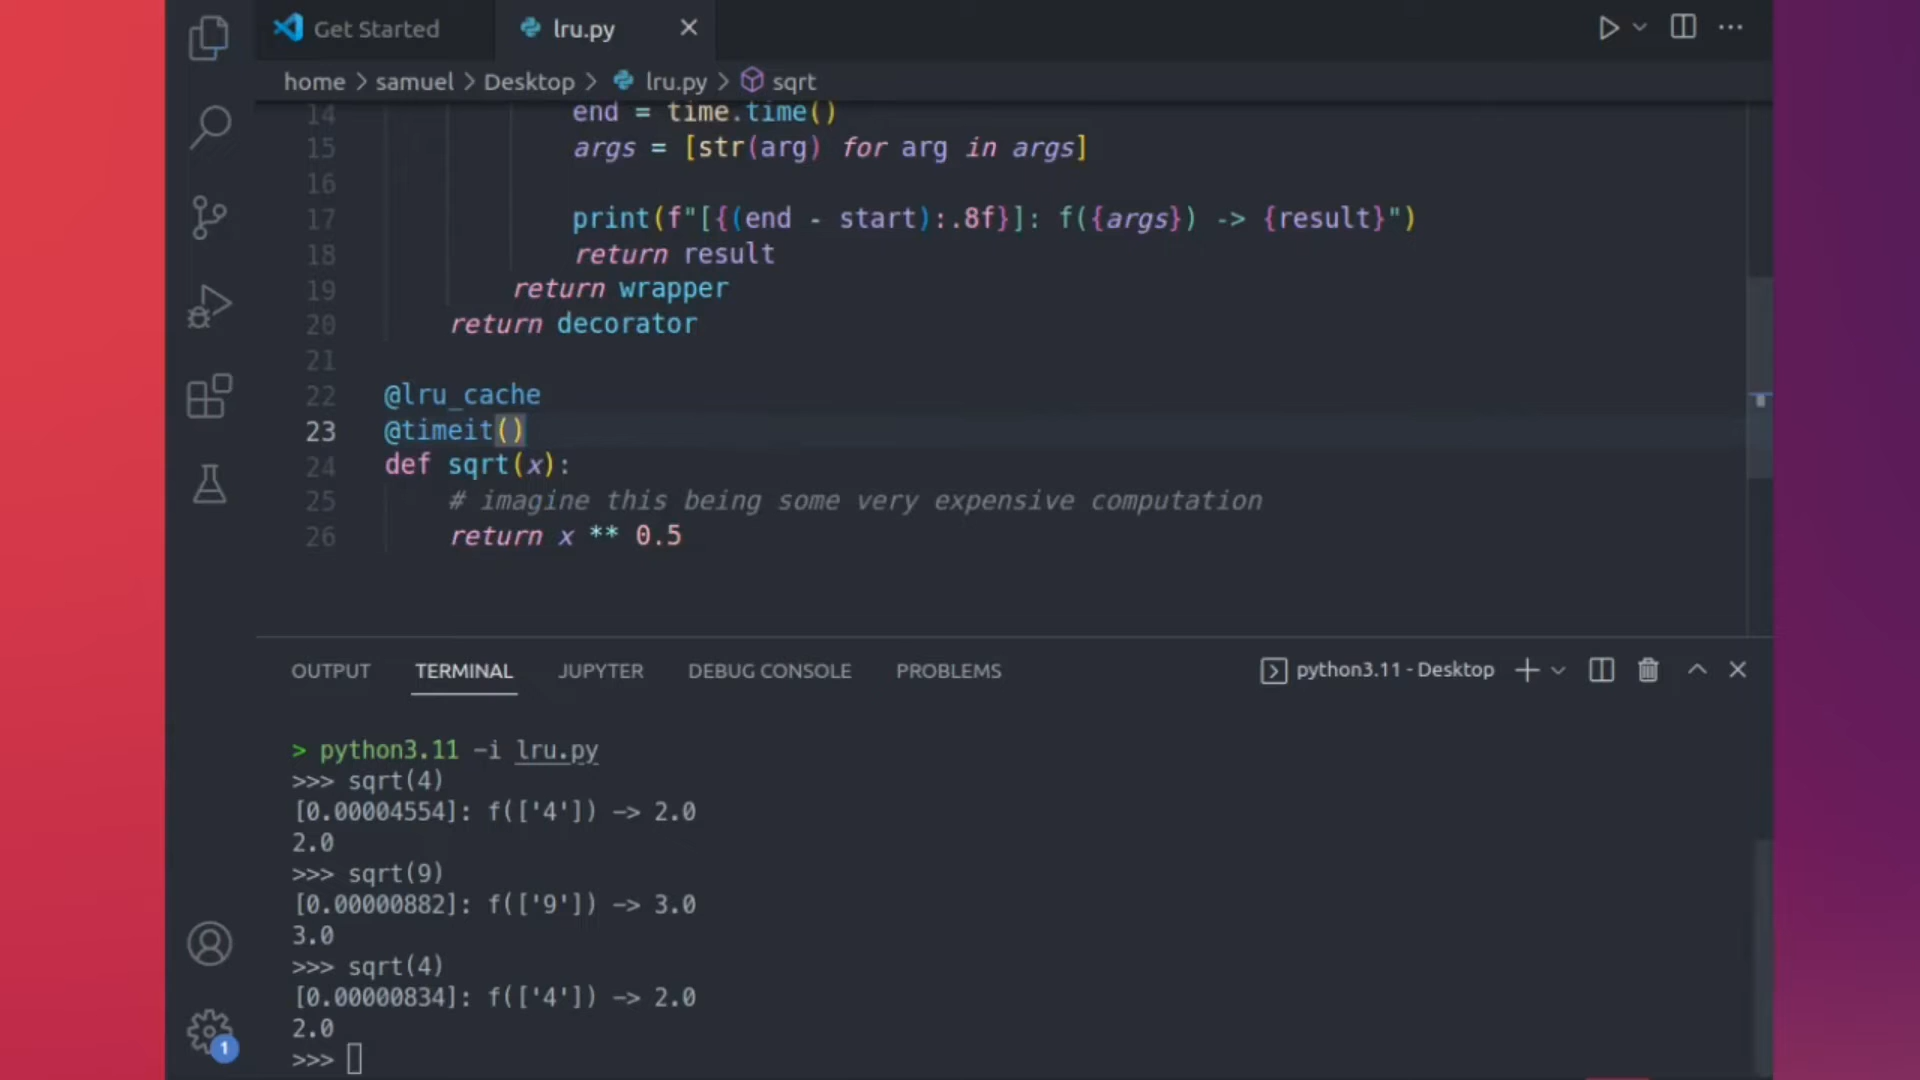 Get Started
lru.py
home > samuel > Desktop > lru.py > sqrt
14 end = time.time()
15 args = [str(arg) for arg in args]
16
17 print(f"[{(end - start):.8f}]: f({args}) -> {result}")
18 return result
19 return wrapper
20 return decorator
21
22 @lru_cache
23 @timeit()
24 def sqrt(x):
25 # imagine this being some very expensive computation
26 return x ** 0.5
OUTPUT TERMINAL JUPYTER DEBUG CONSOLE PROBLEMS
python3.11 - Desktop
> python3.11 -i lru.py
>>> sqrt(4)
[0.00004554]: f(['4']) -> 2.0
2.0
>>> sqrt(9)
[0.00000882]: f(['9']) -> 3.0
3.0
>>> sqrt(4)
[0.00000834]: f(['4']) -> 2.0
2.0
>>>
1